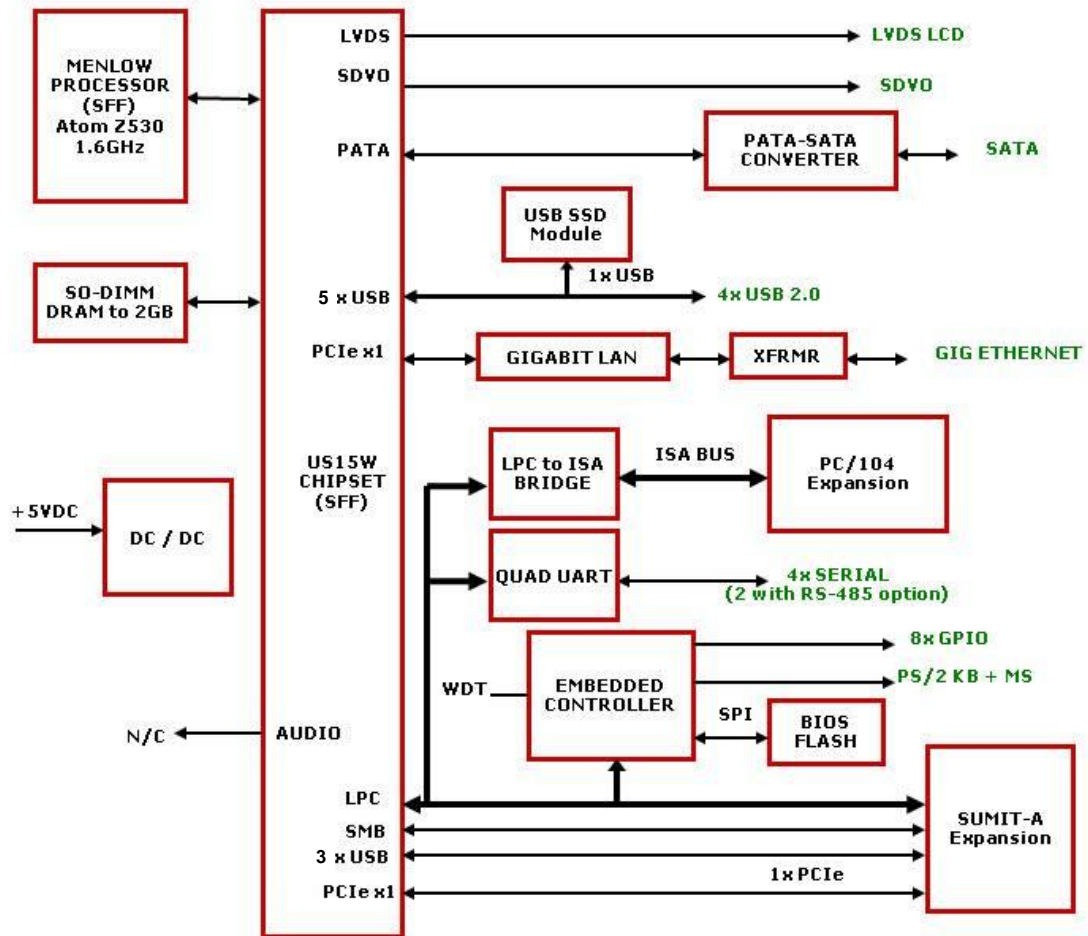 MENLOW
PROCESSOR
(SFF)
Atom Z530
1.6GHz
SO-DIMM
DRAM to 2GB
+5VDC
DC / DC
N/C
LVDS
SDVO
PATA
5 x USB
PCIe x1
US15W
CHIPSET
(SFF)
AUDIO
LPC
SMB
3 x USB
PCIe x1
LVDS LCD
SDVO
PATA-SATA
CONVERTER
SATA
USB SSD
Module
1x USB
4x USB 2.0
GIGABIT LAN
XFRMR
GIG ETHERNET
LPC to ISA
BRIDGE
ISA BUS
PC/104
Expansion
QUAD UART
4x SERIAL
(2 with RS-485 option)
WDT
EMBEDDED
CONTROLLER
8x GPIO
PS/2 KB + MS
SPI
BIOS
FLASH
SUMIT-A
Expansion
1x PCIe